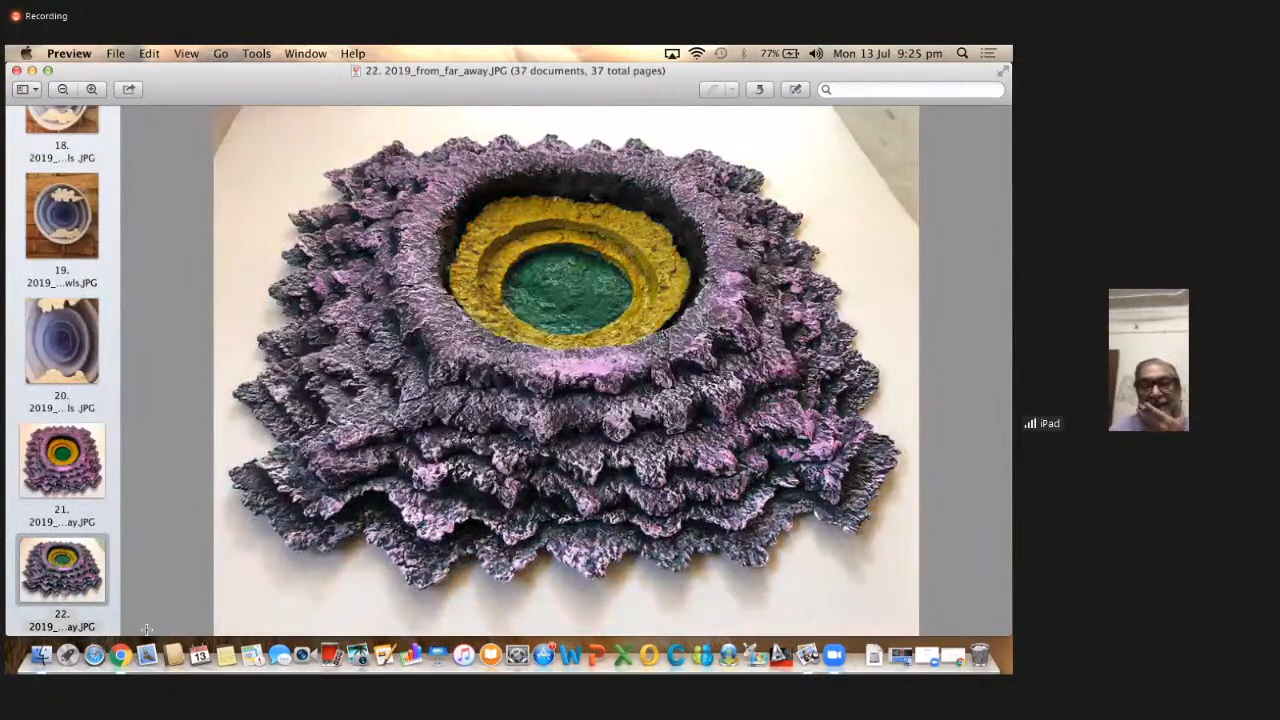 Recording
Preview File Edit View Go Tools Window Help
77% Mon 13 Jul 9:25 pm
22. 2019_from_far_away.JPG (37 documents, 37 total pages)
18.
2019_...ls .JPG
19.
2019_...wls.JPG
20.
2019_...ls .JPG
21.
2019_...ay.JPG
22.
2019_...ay.JPG
iPad
13